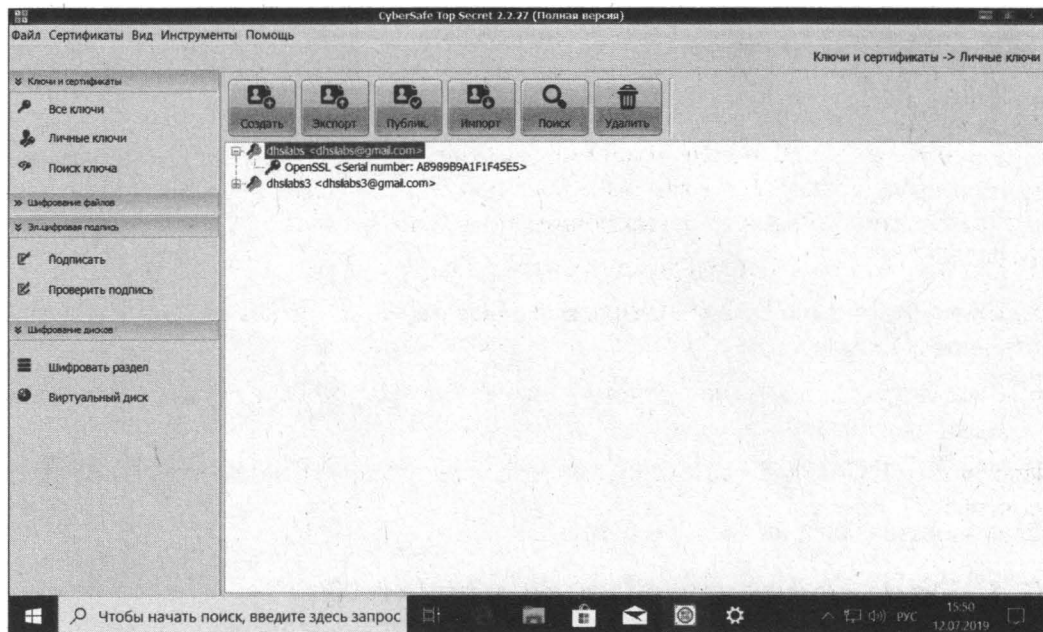 CyberSafe Top Secret 2.2.27 (Полная версия)
Файл Сертификаты Вид Инструменты Помощь
Ключи и сертификаты -> Личные ключи
Ключи и сертификаты
Все ключи
Личные ключи
Поиск ключа
Шифрование файлов
Эл.цифровая подпись
Подписать
Проверить подпись
Шифрование дисков
Шифровать раздел
Виртуальный диск
Создать Экспорт Публик. Импорт Поиск Удалить
dhslabs <dhslabs@gmail.com>
OpenSSL <Serial number: AB989B9A1F1F45E5>
dhslabs3 <dhslabs3@gmail.com>
Чтобы начать поиск, введите здесь запрос
РУС
15:50
12.07.2019